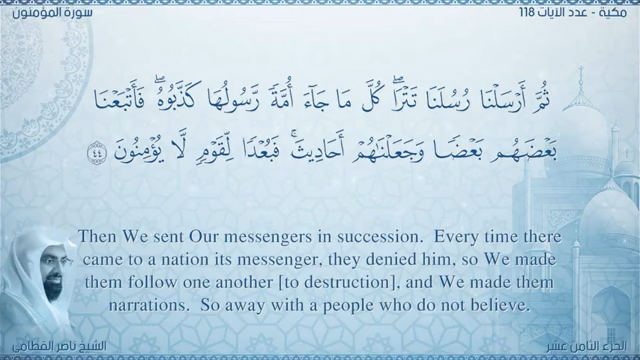 مكية - عدد الآيات 118
سورة المؤمنون
ثُمَّ أَرْسَلْنَا رُسُلَنَا تَتْرَا ۖ كُلَّ مَا جَآءَ أُمَّةً رَّسُولُهَا كَذَّبُوهُ ۚ فَأَتْبَعْنَا
بَعْضَهُم بَعْضًا وَجَعَلْنَٰهُمْ أَحَادِيثَ ۚ فَبُعْدًا لِّقَوْمٍ لَّا يُؤْمِنُونَ ٤٤
Then We sent Our messengers in succession.  Every time there
came to a nation its messenger, they denied him, so We made
them follow one another [to destruction], and We made them
narrations.  So away with a people who do not believe.
الجزء الثامن عشر
الشيخ ناصر القطامي